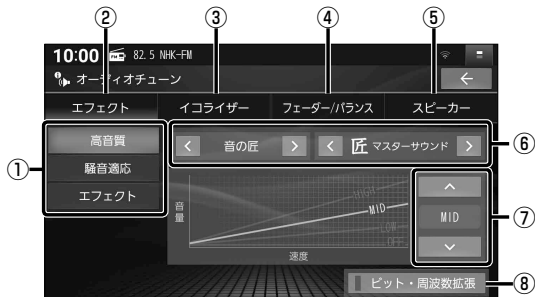 ② ③ ④ ⑤
10:00 82.5 NHK-FM
オーディオチューン
エフェクト イコライザー フェーダー/バランス スピーカー
① 高音質 音の匠 匠 マスターサウンド ⑥
騒音適応
エフェクト
音量 HIGH MID LOW OFF MID ⑦
速度
ビット・周波数拡張 ⑧